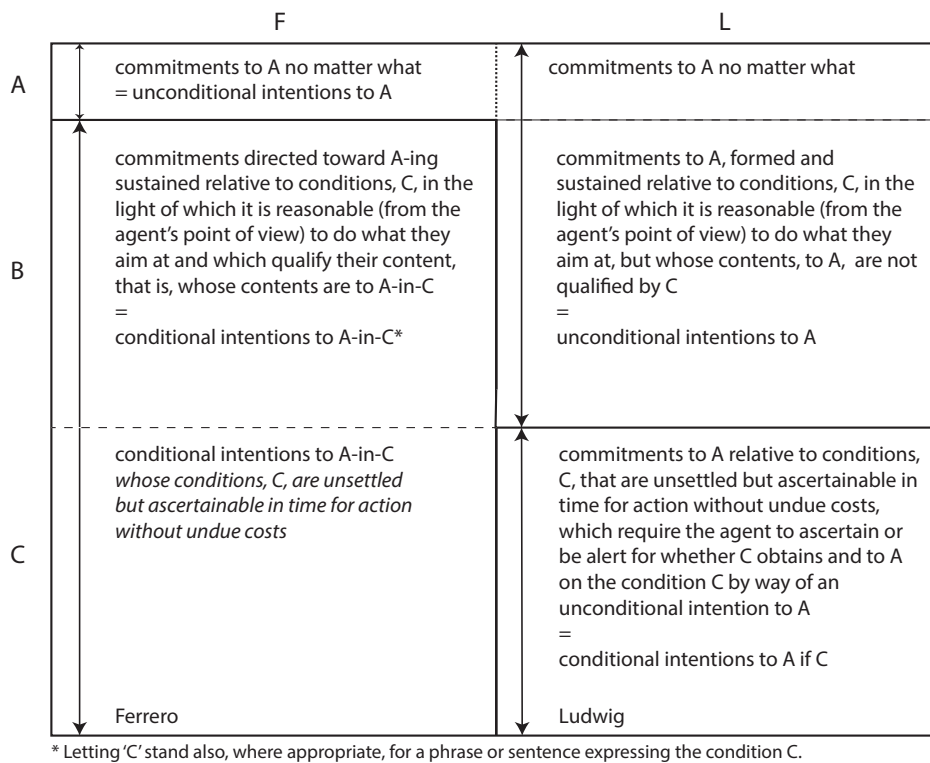 F
L
A
commitments to A no matter what
= unconditional intentions to A
commitments to A no matter what
B
commitments directed toward A-ing
sustained relative to conditions, C, in the
light of which it is reasonable (from the
agent’s point of view) to do what they
aim at and which qualify their content,
that is, whose contents are to A-in-C
=
conditional intentions to A-in-C*
commitments to A, formed and
sustained relative to conditions, C, in the
light of which it is reasonable (from the
agent’s point of view) to do what they
aim at, but whose contents, to A, are not
qualified by C
=
unconditional intentions to A
C
conditional intentions to A-in-C
whose conditions, C, are unsettled
but ascertainable in time for action
without undue costs
Ferrero
commitments to A relative to conditions,
C, that are unsettled but ascertainable in
time for action without undue costs,
which require the agent to ascertain or
be alert for whether C obtains and to A
on the condition C by way of an
unconditional intention to A
=
conditional intentions to A if C
Ludwig
* Letting ‘C’ stand also, where appropriate, for a phrase or sentence expressing the condition C.